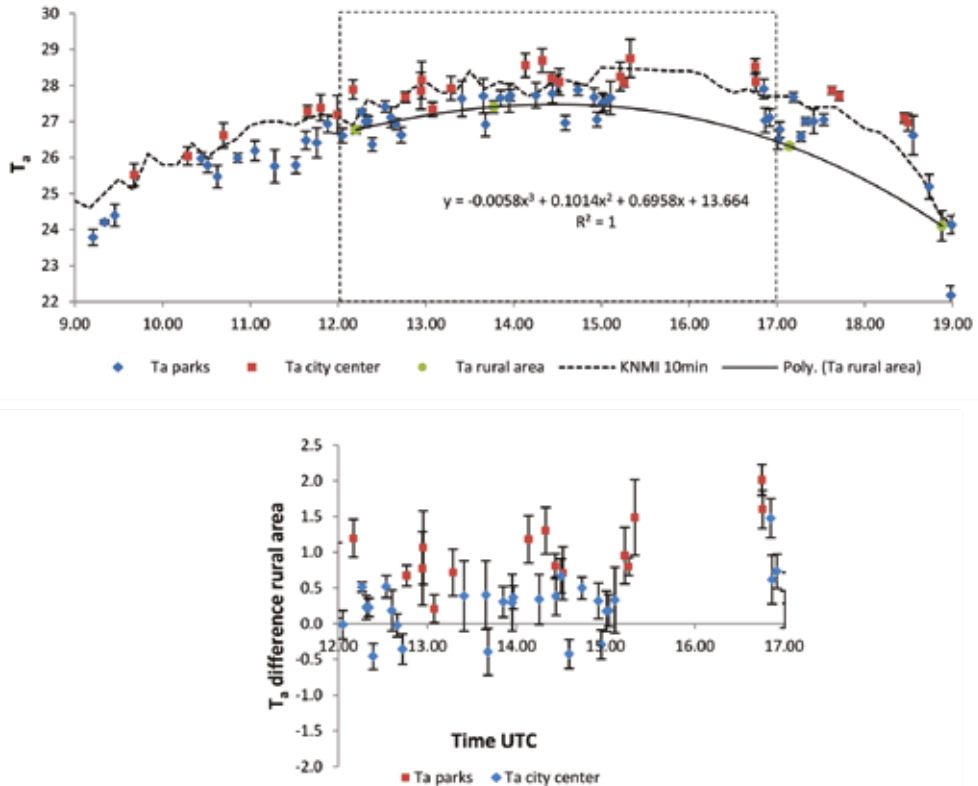 30
29
28
27
26
25
24
23
22
Ta
y = -0.0058x³ + 0.1014x² + 0.6958x + 13.664
R² = 1
9.00 10.00 11.00 12.00 13.00 14.00 15.00 16.00 17.00 18.00 19.00
Ta parks Ta city center Ta rural area KNMI 10min Poly. (Ta rural area)
2.5
2.0
1.5
1.0
0.5
0.0
-0.5
-1.0
-1.5
-2.0
Ta difference rural area
12.00 13.00 14.00 15.00 16.00 17.00
Time UTC
Ta parks Ta city center